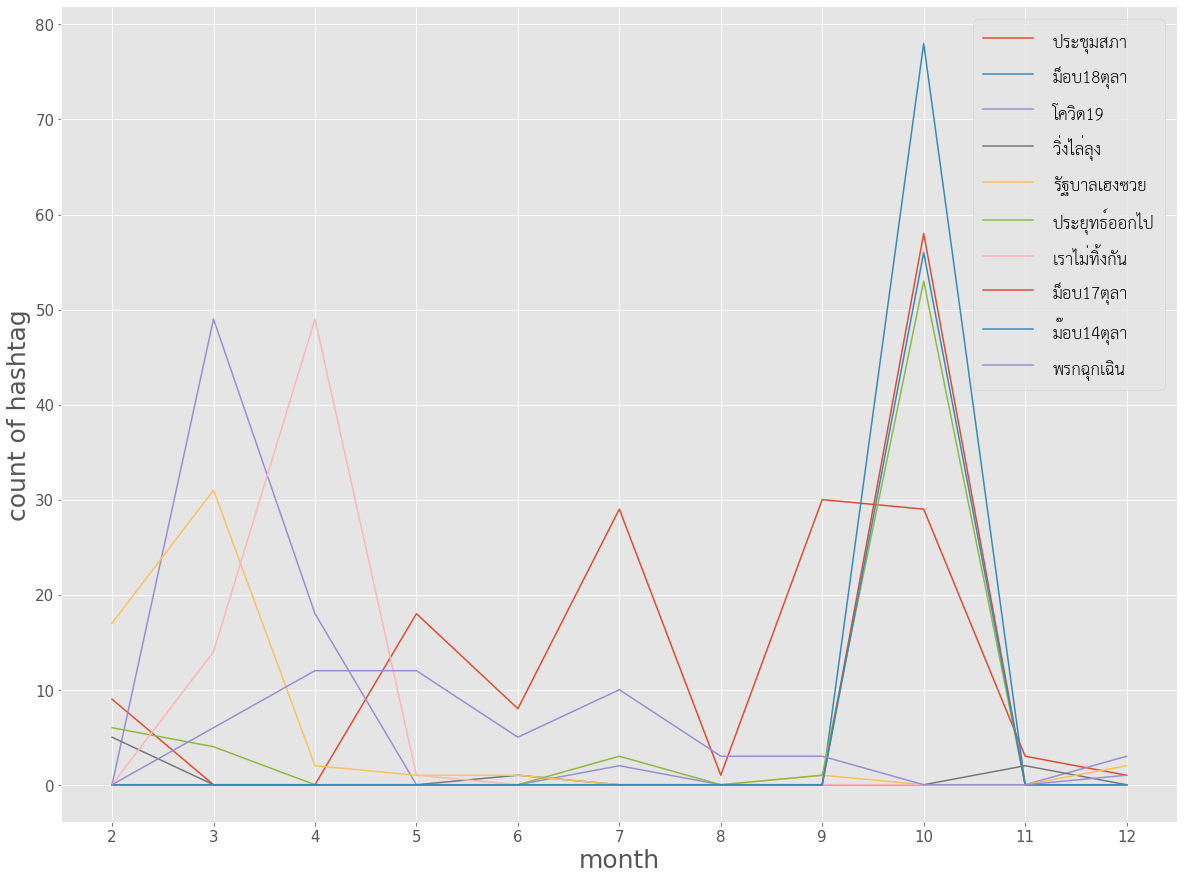 80
70
60
50
40
30
20
10
0
count of hashtag
2 3 4 5 6 7 8 9 10 11 12
month
ประชุมสภา
ม็อบ18ตุลา
โควิด19
วิ่งไล่ลุง
รัฐบาลเฮงซวย
ประยุทธ์ออกไป
เราไม่ทิ้งกัน
ม็อบ17ตุลา
ม๊อบ14ตุลา
พรกฉุกเฉิน